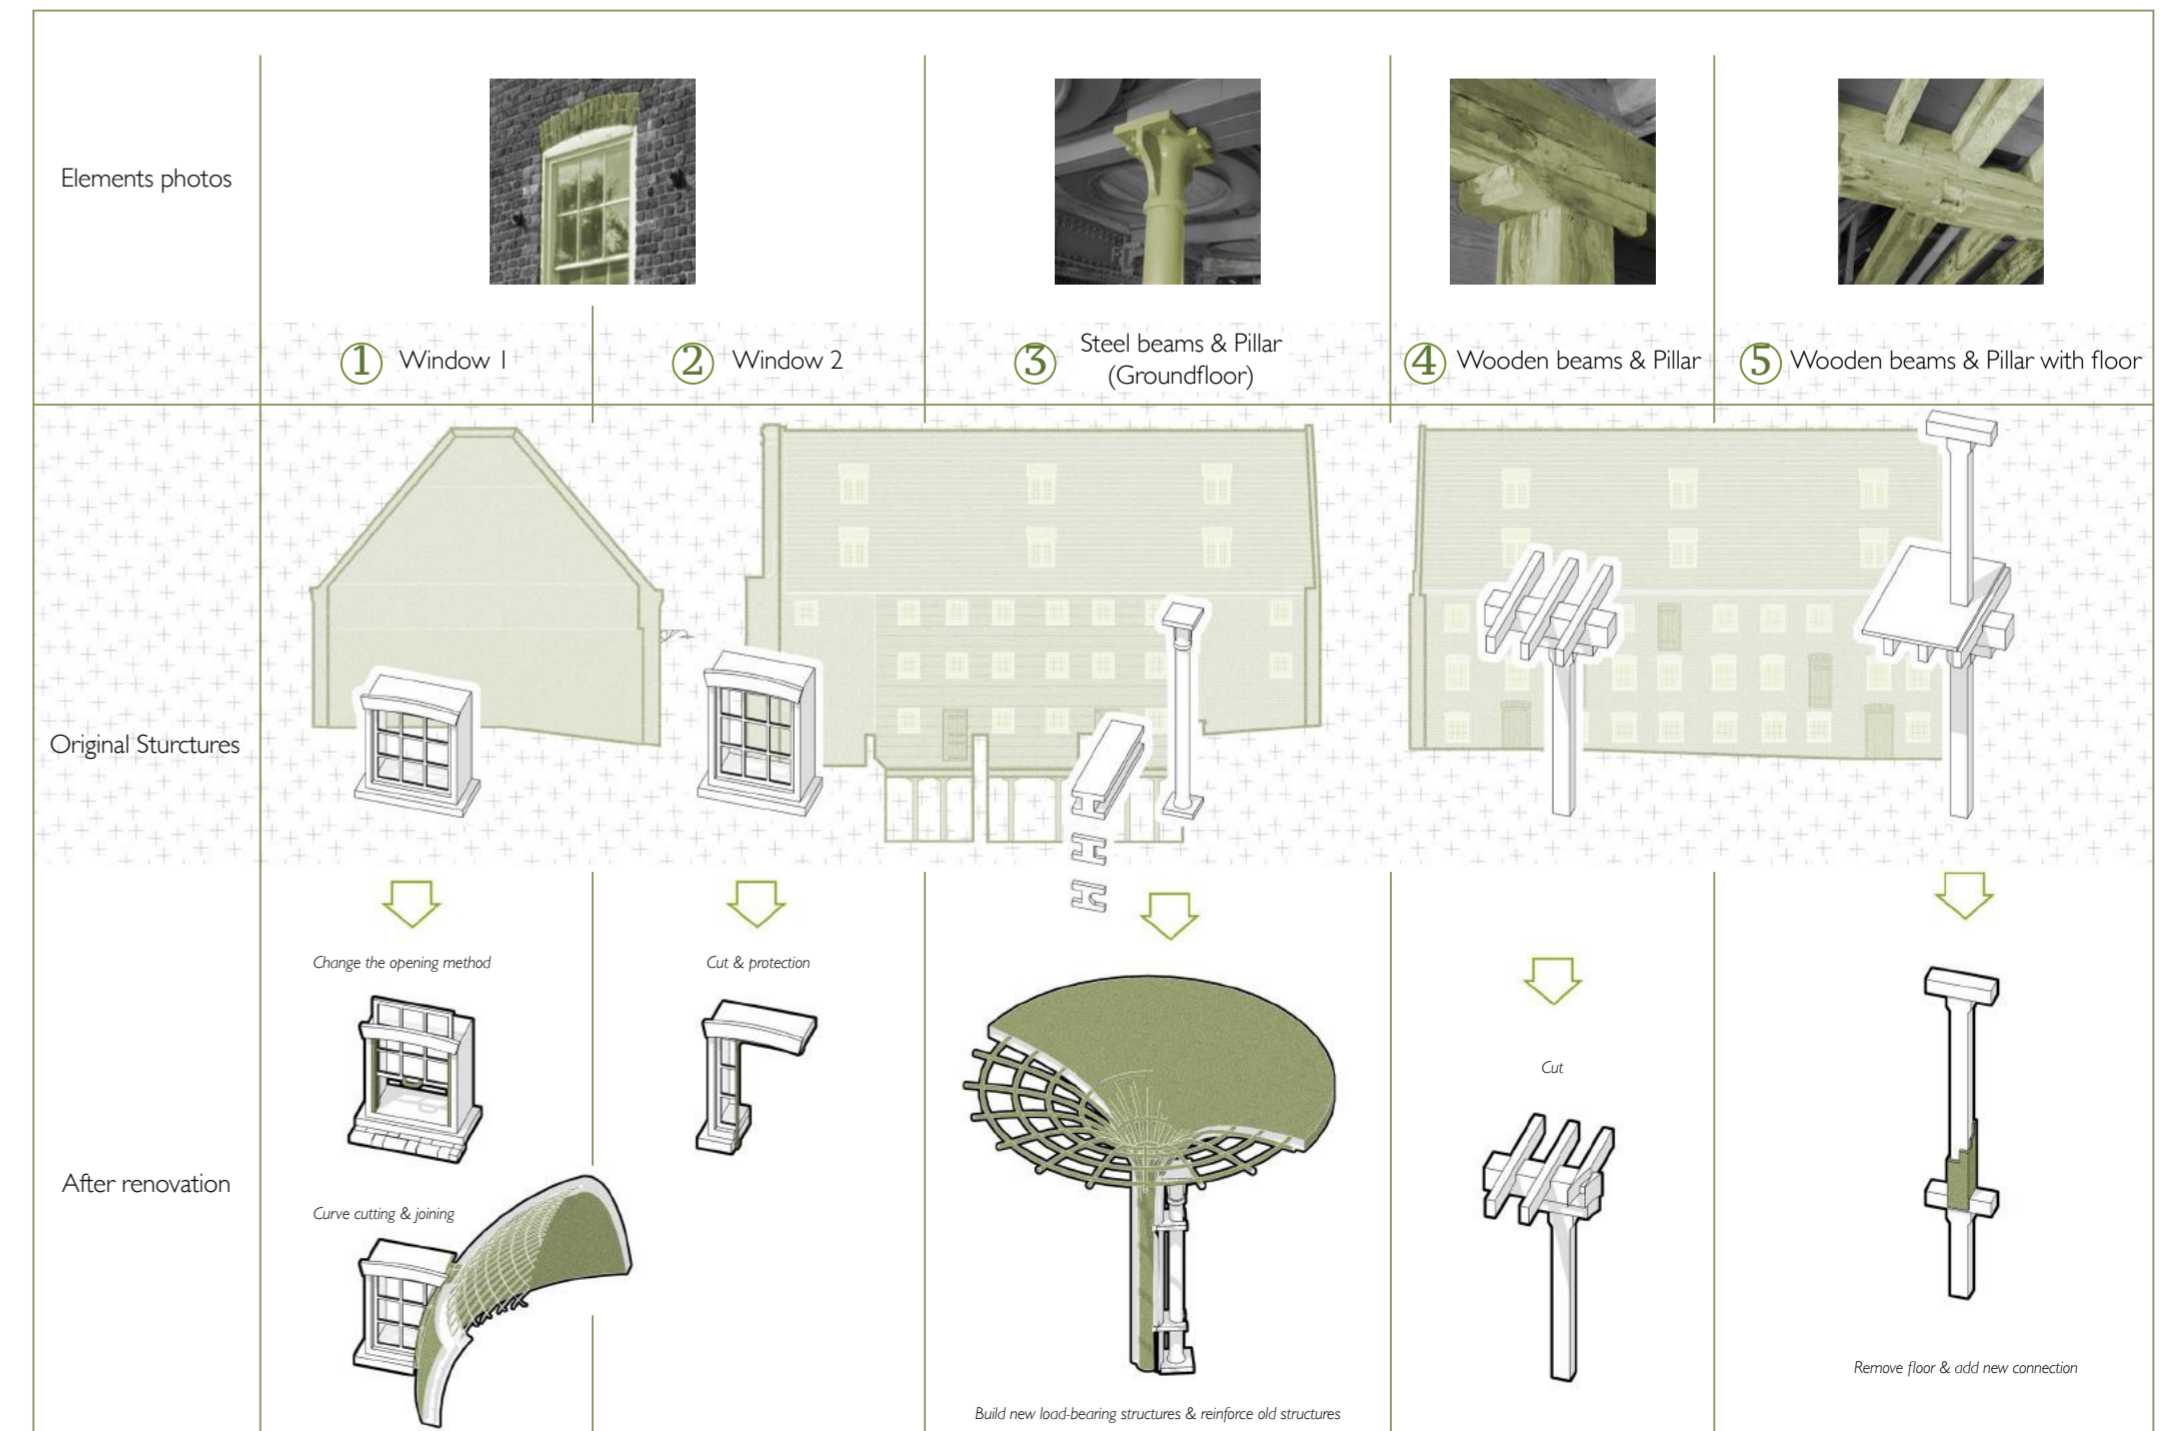 Elements photos
① Window 1
② Window 2
③ Steel beams & Pillar
(Groundfloor)
④ Wooden beams & Pillar
⑤ Wooden beams & Pillar with floor
Original Sturctures
After renovation
Change the opening method
Curve cutting & joining
Cut & protection
Build new load-bearing structures & reinforce old structures
Cut
Remove floor & add new connection